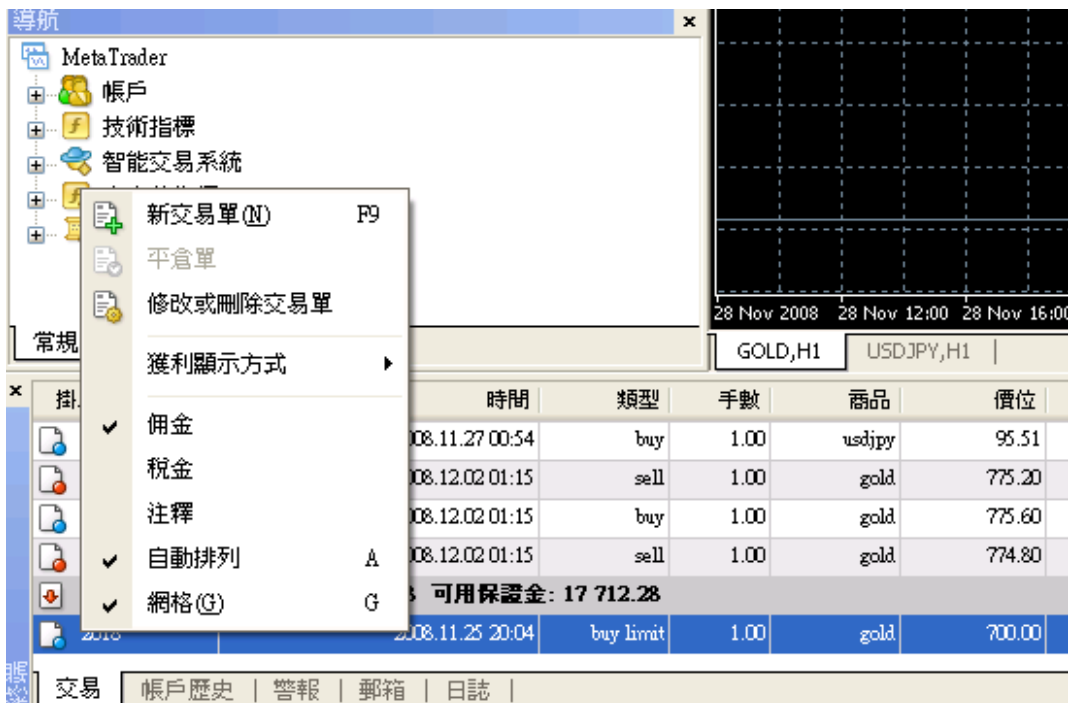 導航
MetaTrader
帳戶
技術指標
智能交易系統
新交易單(N) F9
平倉單
修改或刪除交易單
獲利顯示方式
佣金
稅金
注釋
自動排列 A
網格(G) G
常規
28 Nov 2008 28 Nov 12:00 28 Nov 16:00
GOLD,H1 USDJPY,H1
掛 時間 類型 手數 商品 價位
08.11.27 00:54 buy 1.00 usdjpy 95.51
08.12.02 01:15 sell 1.00 gold 775.20
08.12.02 01:15 buy 1.00 gold 775.60
08.12.02 01:15 sell 1.00 gold 774.80
可用保證金: 17 712.28
2018 2008.11.25 20:04 buy limit 1.00 gold 700.00
交易 帳戶歷史 警報 郵箱 日誌